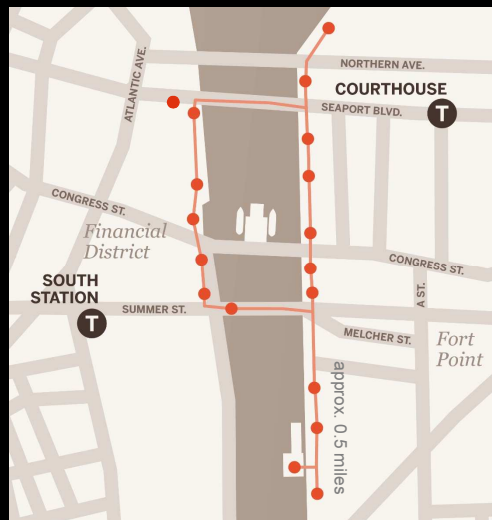 ATLANTIC AVE.
NORTHERN AVE.
COURTHOUSE
T
SEAPORT BLVD.
CONGRESS ST.
Financial
District
CONGRESS ST.
SOUTH
STATION
T
SUMMER ST.
A ST.
MELCHER ST.
Fort
Point
approx. 0.5 miles